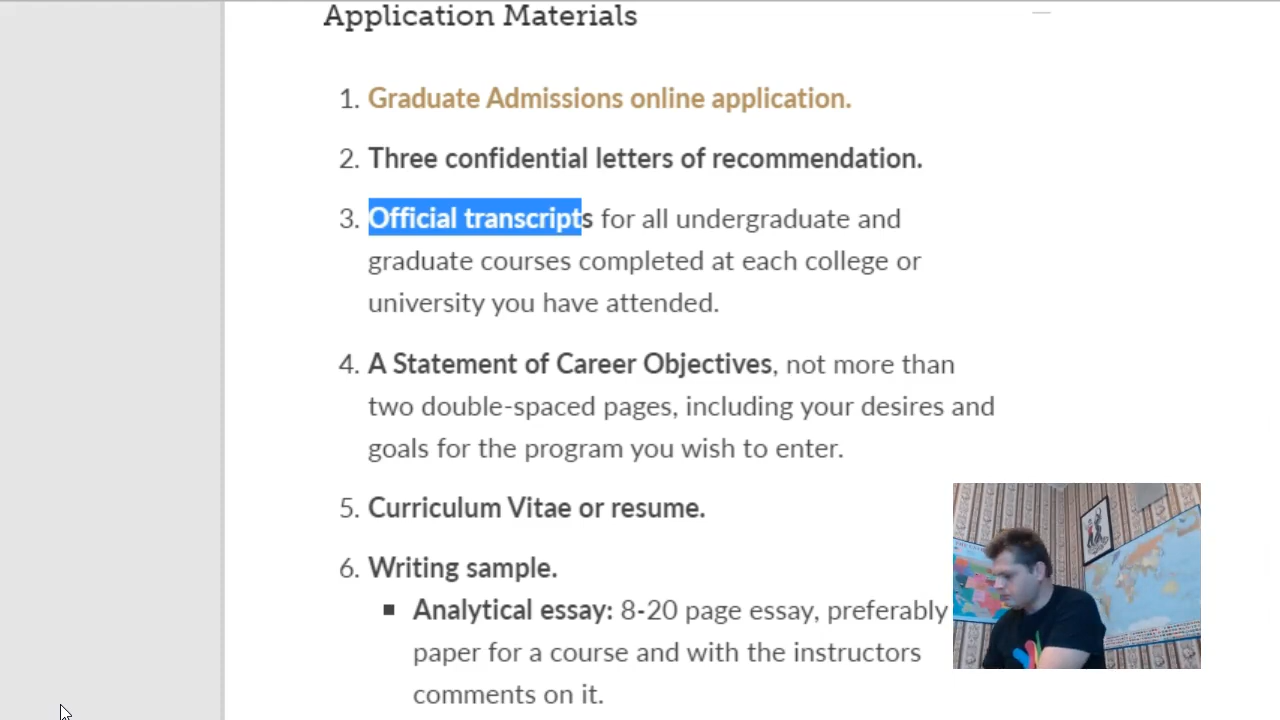 Application Materials
1. Graduate Admissions online application.
2. Three confidential letters of recommendation.
3. Official transcripts for all undergraduate and
graduate courses completed at each college or
university you have attended.
4. A Statement of Career Objectives, not more than
two double-spaced pages, including your desires and
goals for the program you wish to enter.
5. Curriculum Vitae or resume.
6. Writing sample.
▪ Analytical essay: 8-20 page essay, preferably
paper for a course and with the instructors
comments on it.